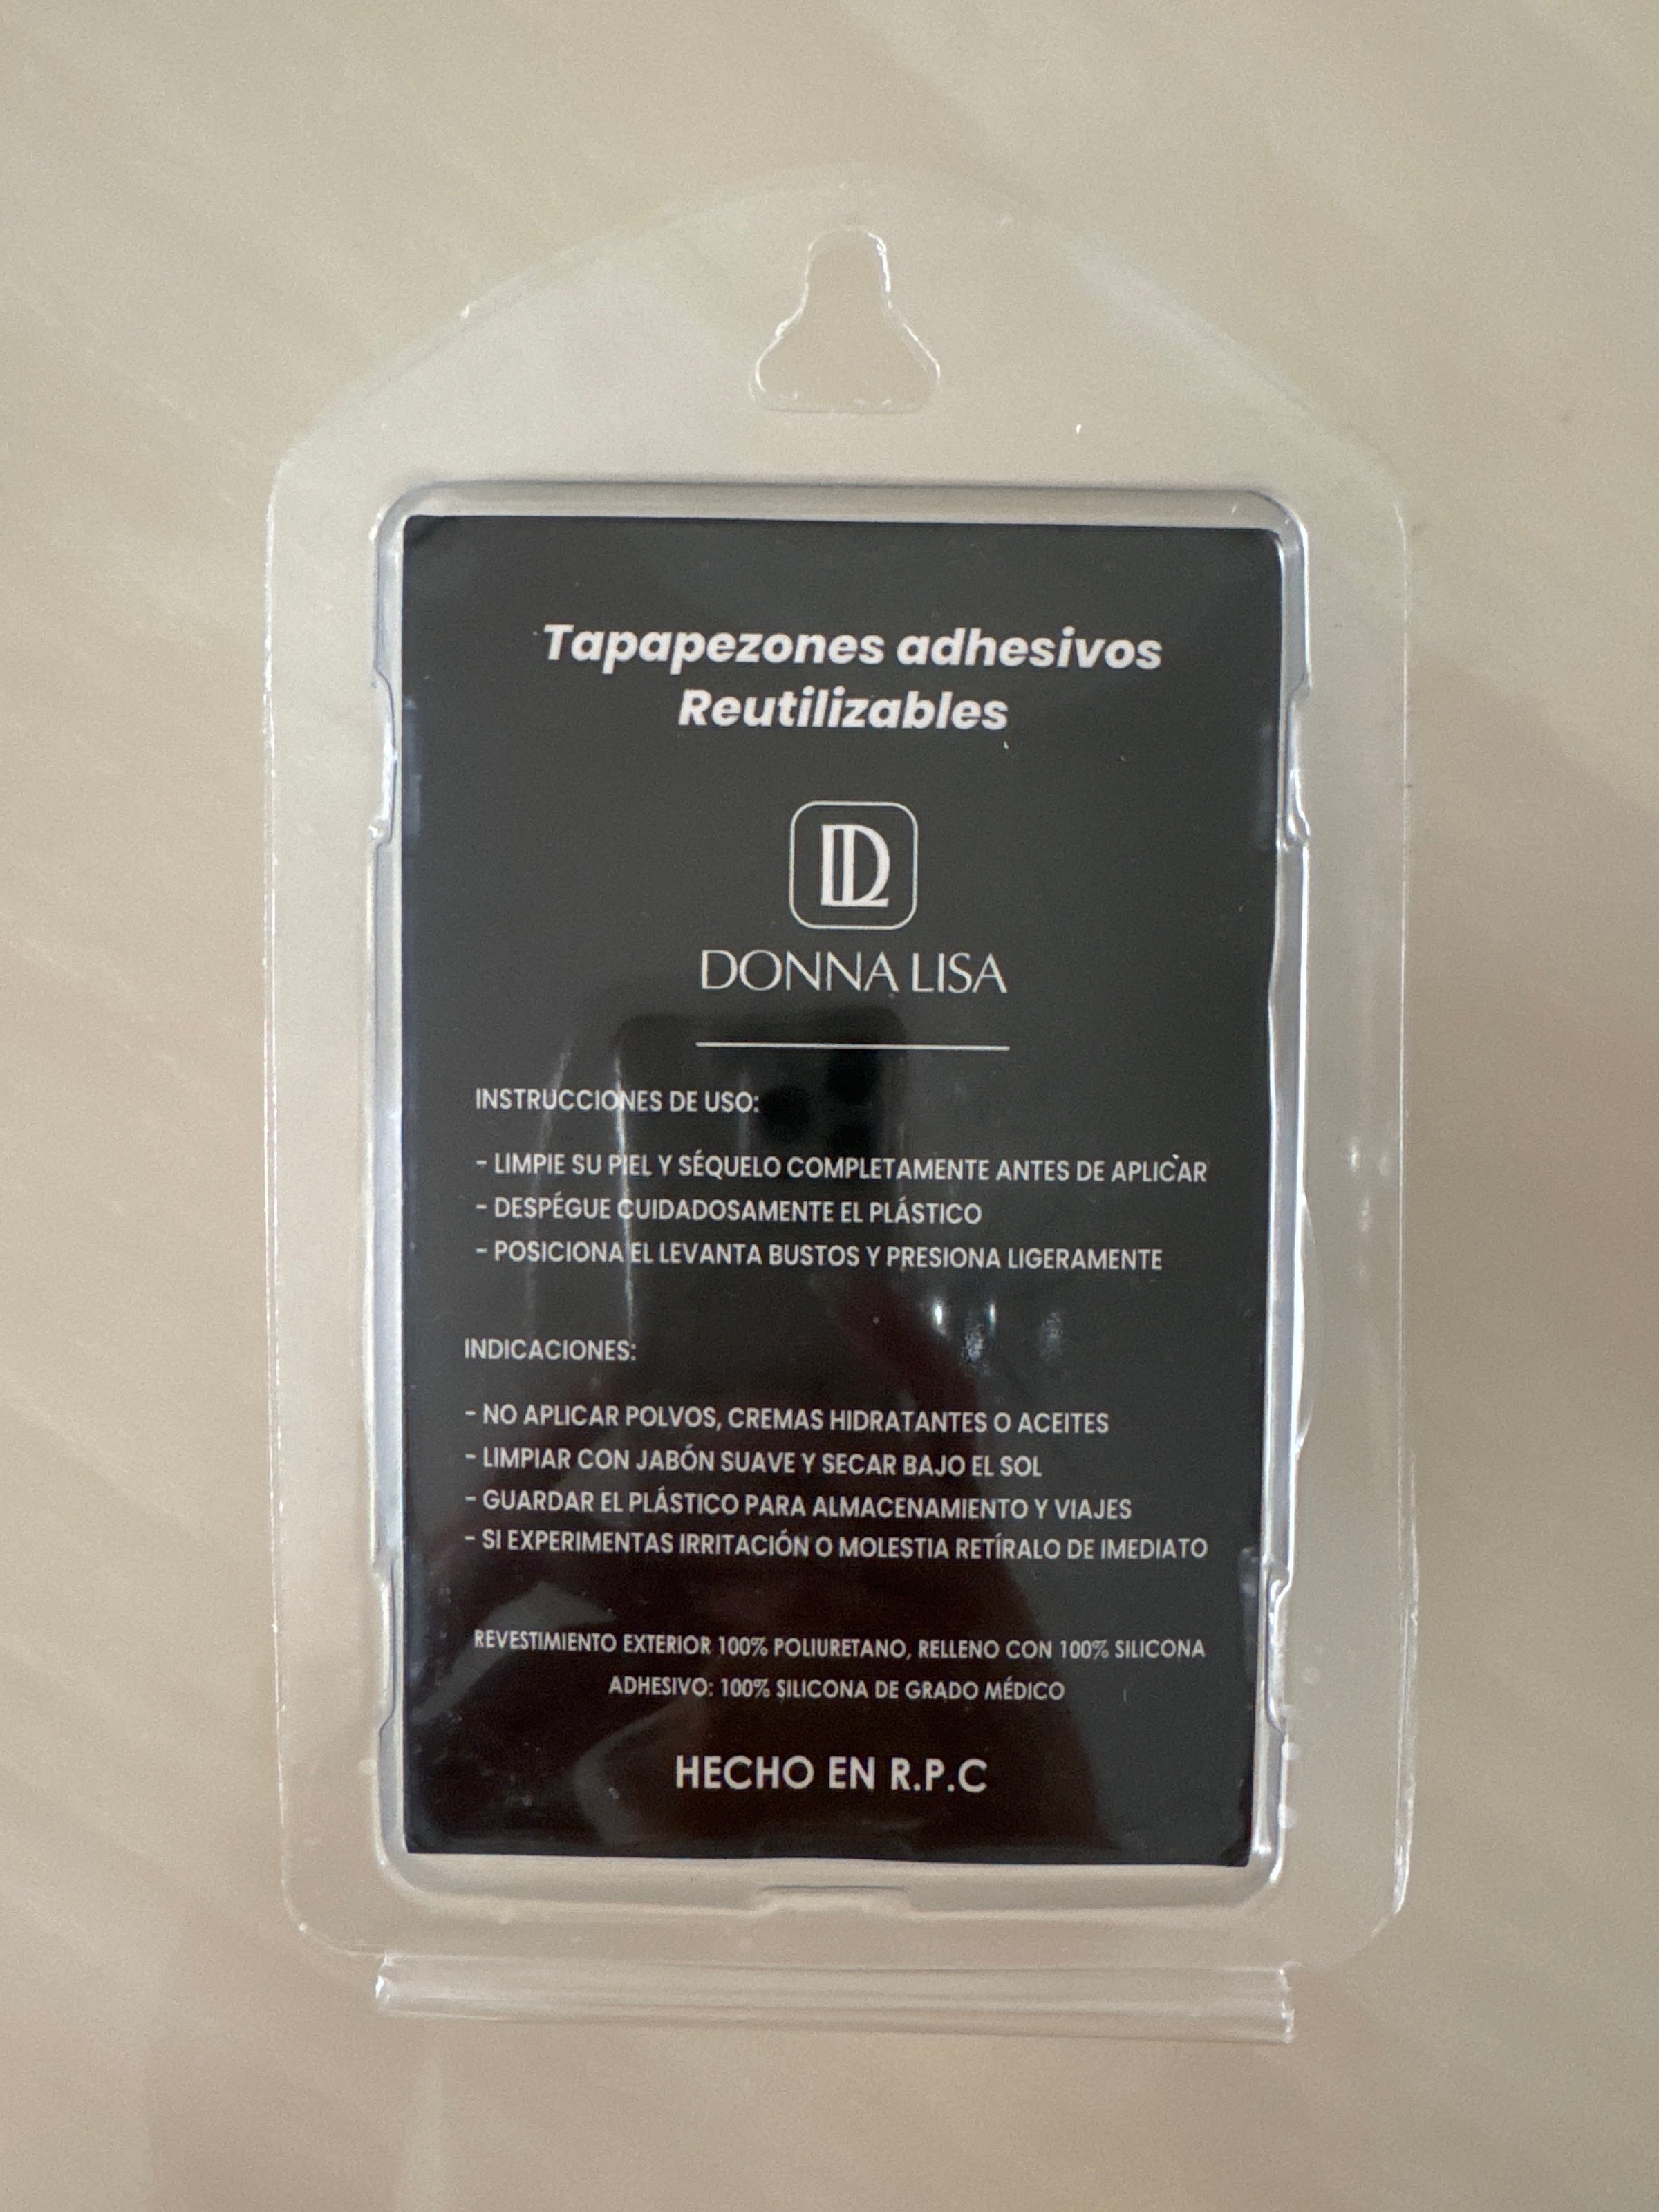 Tapapezones adhesivos
Reutilizables
DL
DONNA LISA
INSTRUCCIONES DE USO:
- LIMPIE SU PIEL Y SÉQUELO COMPLETAMENTE ANTES DE APLICAR
- DESPÉGUE CUIDADOSAMENTE EL PLÁSTICO
- POSICIONA EL LEVANTA BUSTOS Y PRESIONA LIGERAMENTE
INDICACIONES:
- NO APLICAR POLVOS, CREMAS HIDRATANTES O ACEITES
- LIMPIAR CON JABÓN SUAVE Y SECAR BAJO EL SOL
- GUARDAR EL PLÁSTICO PARA ALMACENAMIENTO Y VIAJES
- SI EXPERIMENTAS IRRITACIÓN O MOLESTIA RETÍRALO DE IMEDIATO
REVESTIMIENTO EXTERIOR 100% POLIURETANO, RELLENO CON 100% SILICONA
ADHESIVO: 100% SILICONA DE GRADO MÉDICO
HECHO EN R.P.C